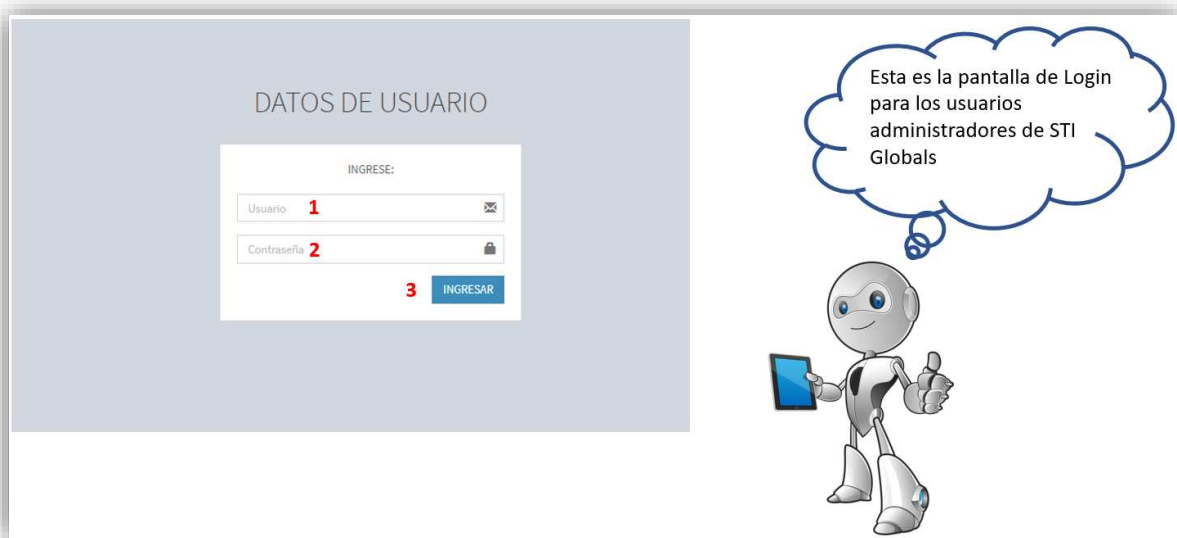 DATOS DE USUARIO
INGRESE:
Usuario 1
Contraseña 2
3 INGRESAR
Esta es la pantalla de Login
para los usuarios
administradores de STI
Globals